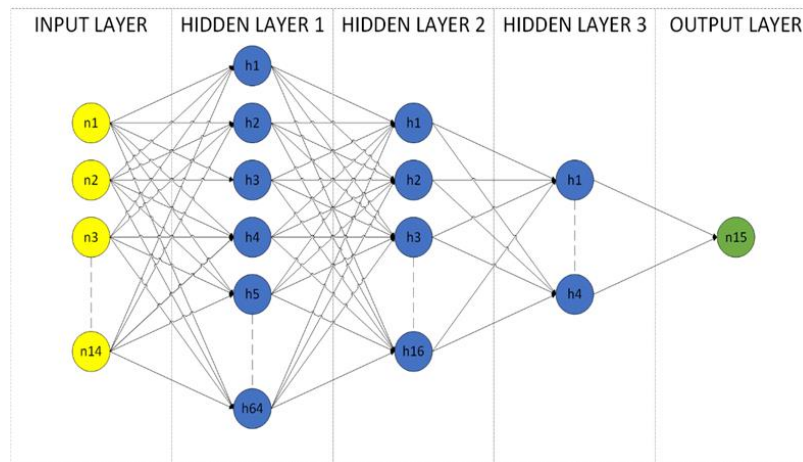 INPUT LAYER
HIDDEN LAYER 1
HIDDEN LAYER 2
HIDDEN LAYER 3
OUTPUT LAYER
n1
n2
n3
n14
h1
h2
h3
h4
h5
h64
h1
h2
h3
h16
h1
h4
n15